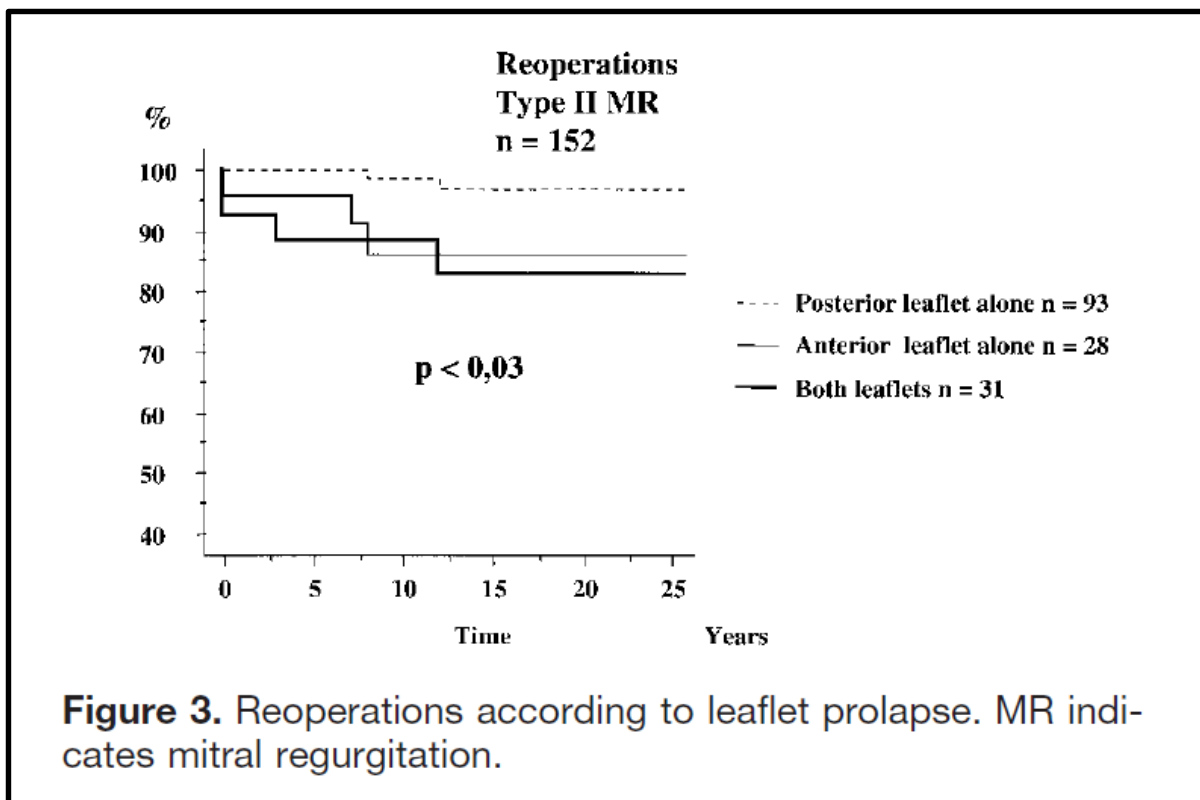 Reoperations
Type II MR
n = 152
%
100
90
80
70
60
50
40
p < 0,03
Posterior leaflet alone n = 93
Anterior leaflet alone n = 28
Both leaflets n = 31
0 5 10 15 20 25
Time Years
Figure 3. Reoperations according to leaflet prolapse. MR indi-
cates mitral regurgitation.